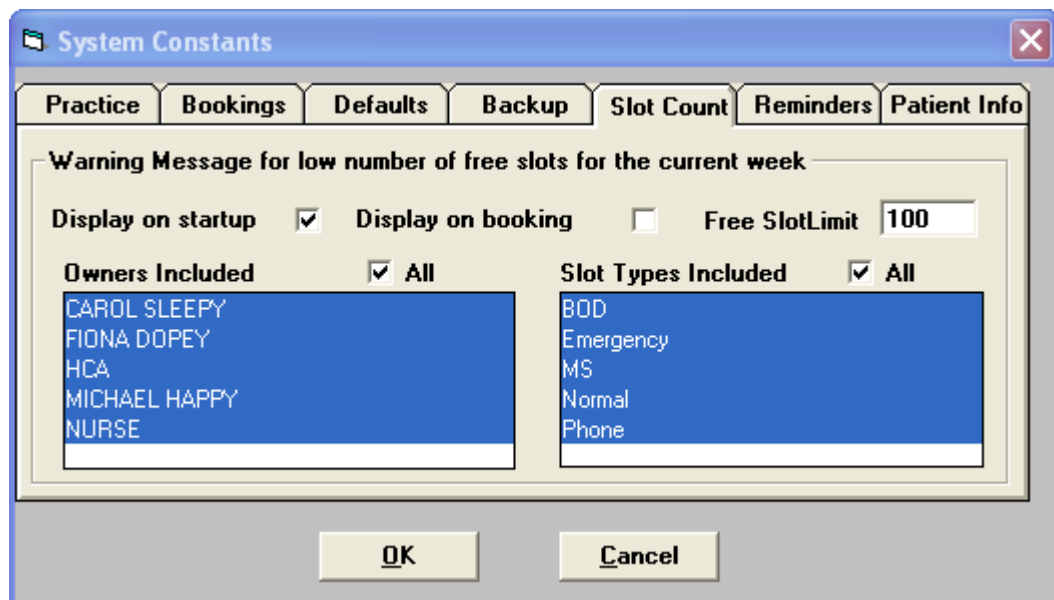 System Constants
Practice Bookings Defaults Backup Slot Count Reminders Patient Info
Warning Message for low number of free slots for the current week
Display on startup Display on booking Free SlotLimit 100
Owners Included All Slot Types Included All
CAROL SLEEPY BOD
FIONA DOPEY Emergency
HCA MS
MICHAEL HAPPY Normal
NURSE Phone
OK Cancel